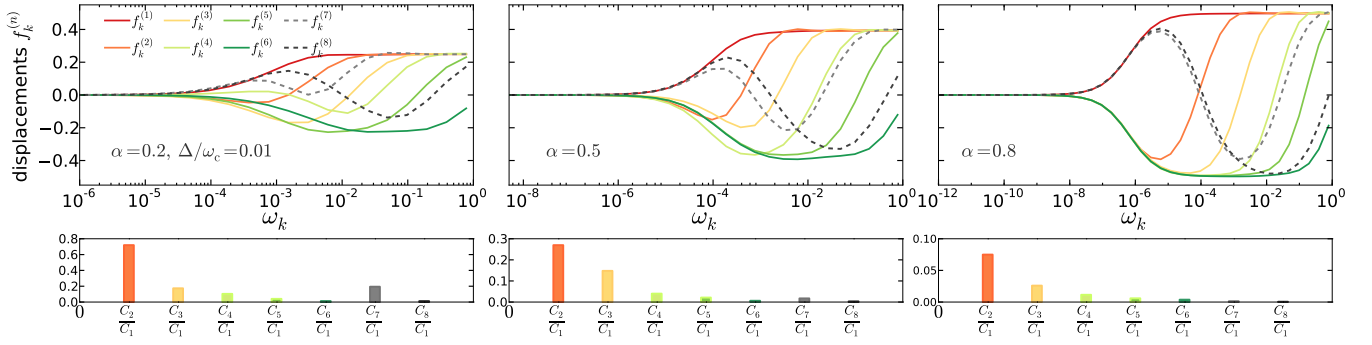 displacements f_k^{(n)}
0.4
0.2
0.0
−0.2
−0.4
f_k^{(1)} f_k^{(3)} f_k^{(5)} f_k^{(7)}
f_k^{(2)} f_k^{(4)} f_k^{(6)} f_k^{(8)}
α=0.2, Δ/ω_c=0.01
α=0.5
α=0.8
10^{-6} 10^{-5} 10^{-4} 10^{-3} 10^{-2} 10^{-1} 10^0
10^{-8} 10^{-6} 10^{-4} 10^{-2} 10^0
10^{-12} 10^{-10} 10^{-8} 10^{-6} 10^{-4} 10^{-2} 10^0
ω_k ω_k ω_k
0.8
0.6
0.4
0.2
0.0
0 C_2/C_1 C_3/C_1 C_4/C_1 C_5/C_1 C_6/C_1 C_7/C_1 C_8/C_1
0.3
0.2
0.1
0.0
0 C_2/C_1 C_3/C_1 C_4/C_1 C_5/C_1 C_6/C_1 C_7/C_1 C_8/C_1
0.10
0.05
0.00
0 C_2/C_1 C_3/C_1 C_4/C_1 C_5/C_1 C_6/C_1 C_7/C_1 C_8/C_1